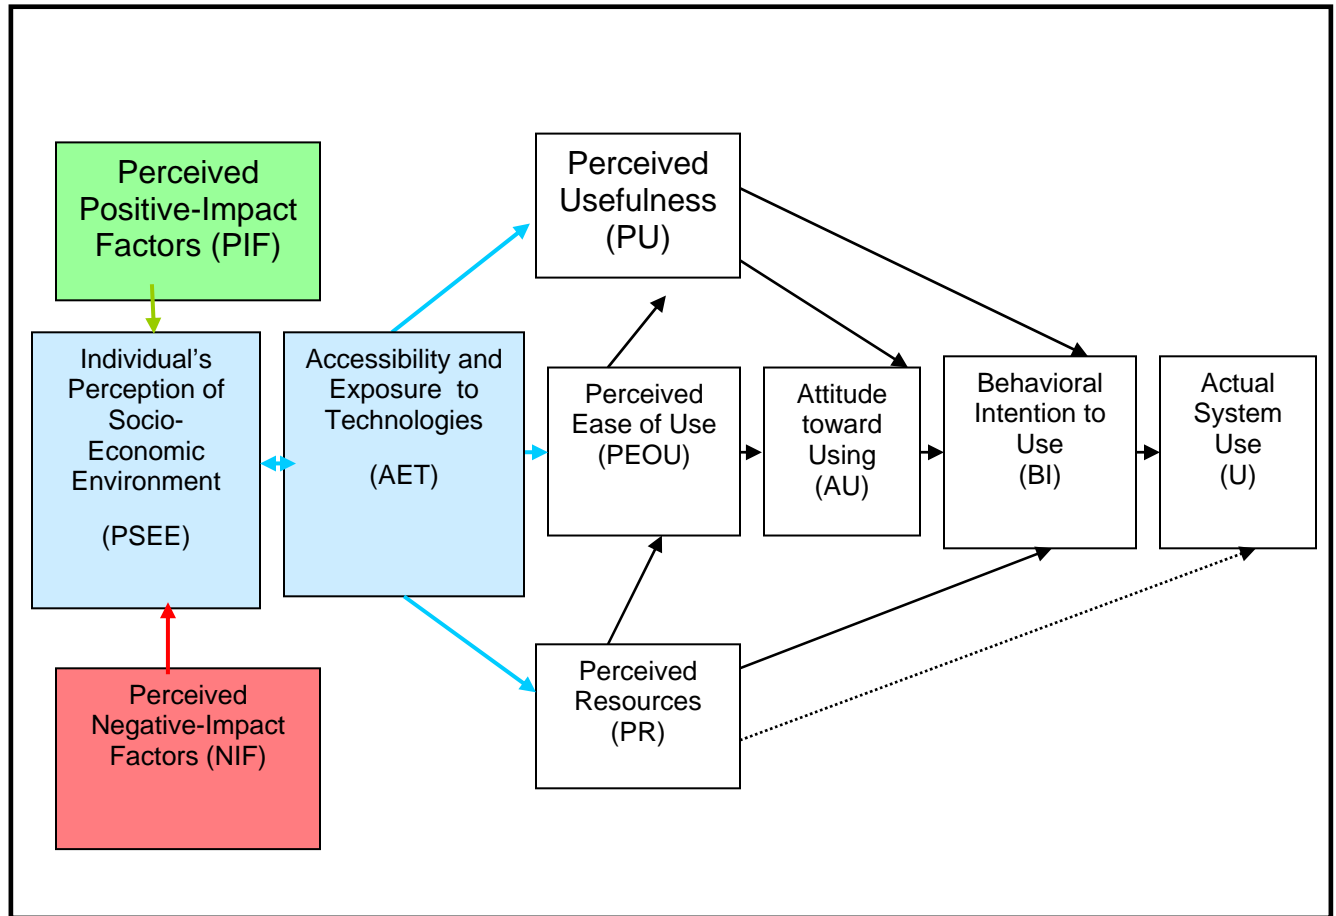 Perceived
Positive-Impact
Factors (PIF)
Individual's
Perception of
Socio-
Economic
Environment
(PSEE)
Perceived
Negative-Impact
Factors (NIF)
Accessibility and
Exposure to
Technologies
(AET)
Perceived
Usefulness
(PU)
Perceived
Ease of Use
(PEOU)
Perceived
Resources
(PR)
Attitude
toward
Using
(AU)
Behavioral
Intention to
Use
(BI)
Actual
System
Use
(U)